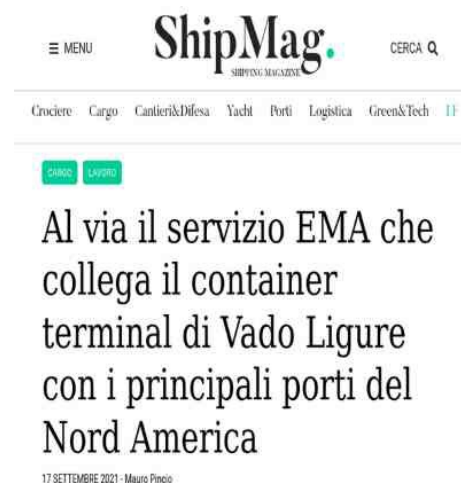 ≡ MENU
ShipMag.
SHIPPING MAGAZINE
CERCA
Crociere Cargo Cantieri&Difesa Yacht Porti Logistica Green&Tech
CARGO LAVORO
Al via il servizio EMA che
collega il container
terminal di Vado Ligure
con i principali porti del
Nord America
17 SETTEMBRE 2021 - Mauro Pincio